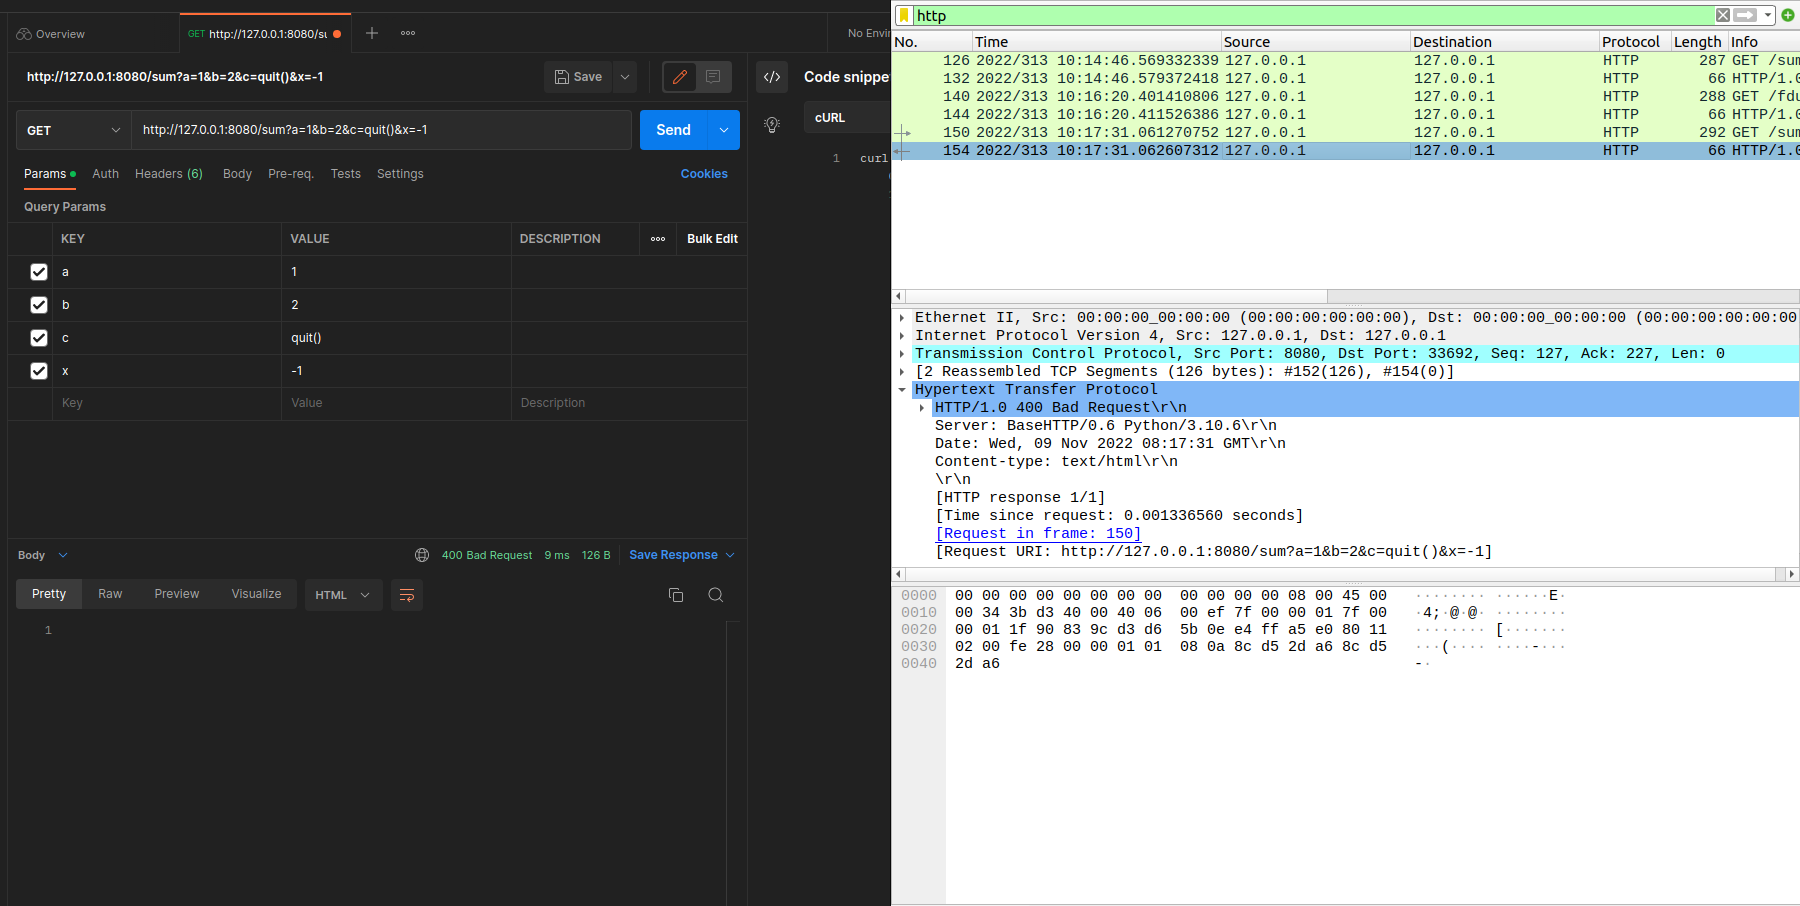 Overview
GET http://127.0.0.1:8080/su
No Envi
http://127.0.0.1:8080/sum?a=1&b=2&c=quit()&x=-1
Save
Code snippe
GET
http://127.0.0.1:8080/sum?a=1&b=2&c=quit()&x=-1
Send
cURL
1 curl
Params Auth Headers (6) Body Pre-req. Tests Settings Cookies
Query Params
KEY VALUE DESCRIPTION Bulk Edit
a 1
b 2
c quit()
x -1
Key Value Description
Body 400 Bad Request 9 ms 126 B Save Response
Pretty Raw Preview Visualize HTML
1
http
No. Time Source Destination Protocol Length Info
126 2022/313 10:14:46.569332339 127.0.0.1 127.0.0.1 HTTP 287 GET /sum
132 2022/313 10:14:46.579372418 127.0.0.1 127.0.0.1 HTTP 66 HTTP/1.0
140 2022/313 10:16:20.401410806 127.0.0.1 127.0.0.1 HTTP 288 GET /fdu
144 2022/313 10:16:20.411526386 127.0.0.1 127.0.0.1 HTTP 66 HTTP/1.0
150 2022/313 10:17:31.061270752 127.0.0.1 127.0.0.1 HTTP 292 GET /sum
154 2022/313 10:17:31.062607312 127.0.0.1 127.0.0.1 HTTP 66 HTTP/1.0
Ethernet II, Src: 00:00:00_00:00:00 (00:00:00:00:00:00), Dst: 00:00:00_00:00:00 (00:00:00:00:00:00
Internet Protocol Version 4, Src: 127.0.0.1, Dst: 127.0.0.1
Transmission Control Protocol, Src Port: 8080, Dst Port: 33692, Seq: 127, Ack: 227, Len: 0
[2 Reassembled TCP Segments (126 bytes): #152(126), #154(0)]
Hypertext Transfer Protocol
HTTP/1.0 400 Bad Request\r\n
Server: BaseHTTP/0.6 Python/3.10.6\r\n
Date: Wed, 09 Nov 2022 08:17:31 GMT\r\n
Content-type: text/html\r\n
\r\n
[HTTP response 1/1]
[Time since request: 0.001336560 seconds]
[Request in frame: 150]
[Request URI: http://127.0.0.1:8080/sum?a=1&b=2&c=quit()&x=-1]
0000 00 00 00 00 00 00 00 00 00 00 00 00 08 00 45 00 ········ ······E·
0010 00 34 3b d3 40 00 40 06 00 ef 7f 00 00 01 7f 00 ·4;·@·@· ········
0020 00 01 1f 90 83 9c d3 d6 5b 0e e4 ff a5 e0 80 11 ········ [·······
0030 02 00 fe 28 00 00 01 01 08 0a 8c d5 2d a6 8c d5 ···(···· ····-···
0040 2d a6 -·